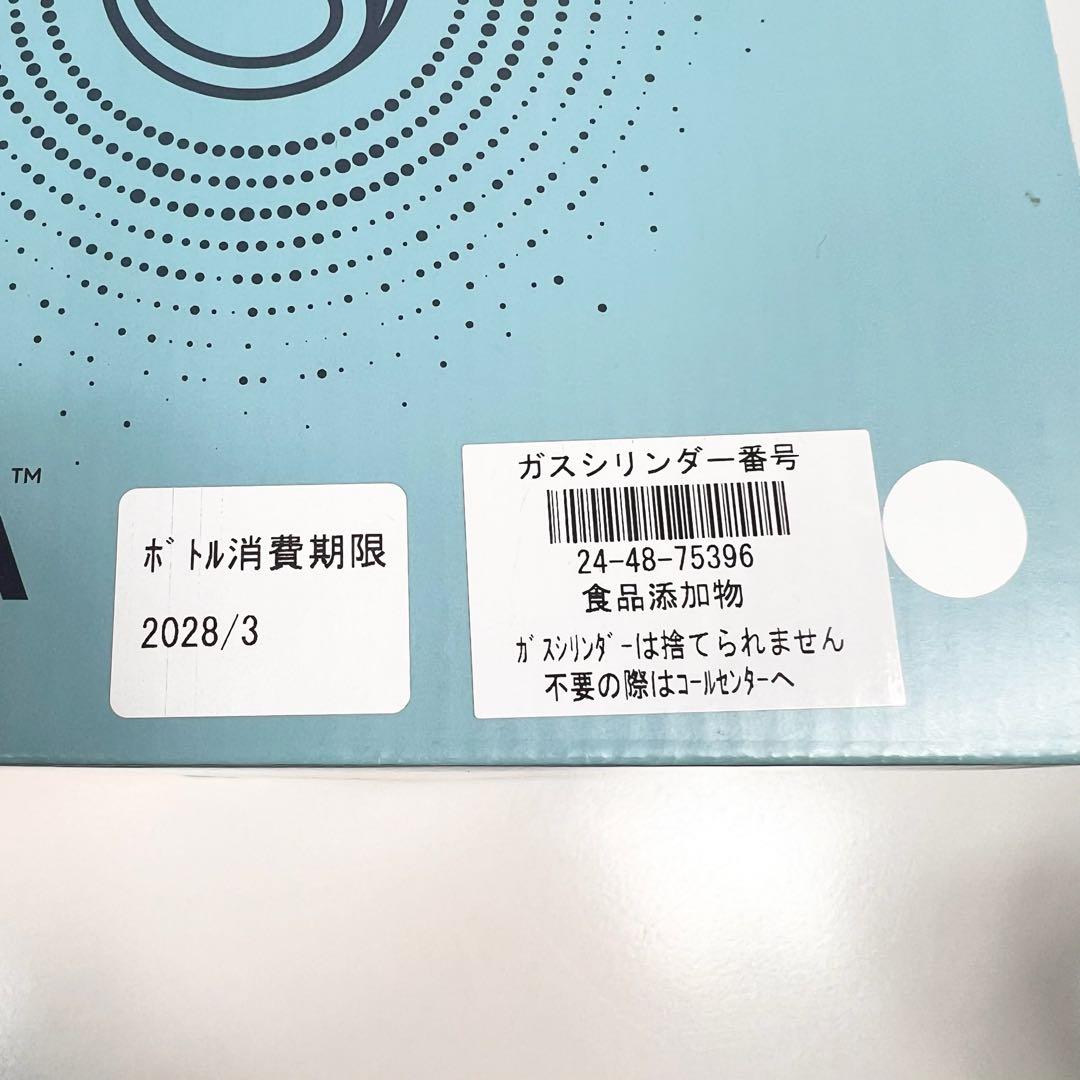 TM
ﾎﾞﾄﾙ消費期限
2028/3
ガスシリンダー番号
24-48-75396
食品添加物
ｶﾞｽｼﾘﾝﾀﾞｰは捨てられません
不要の際はｺｰﾙｾﾝﾀｰへ